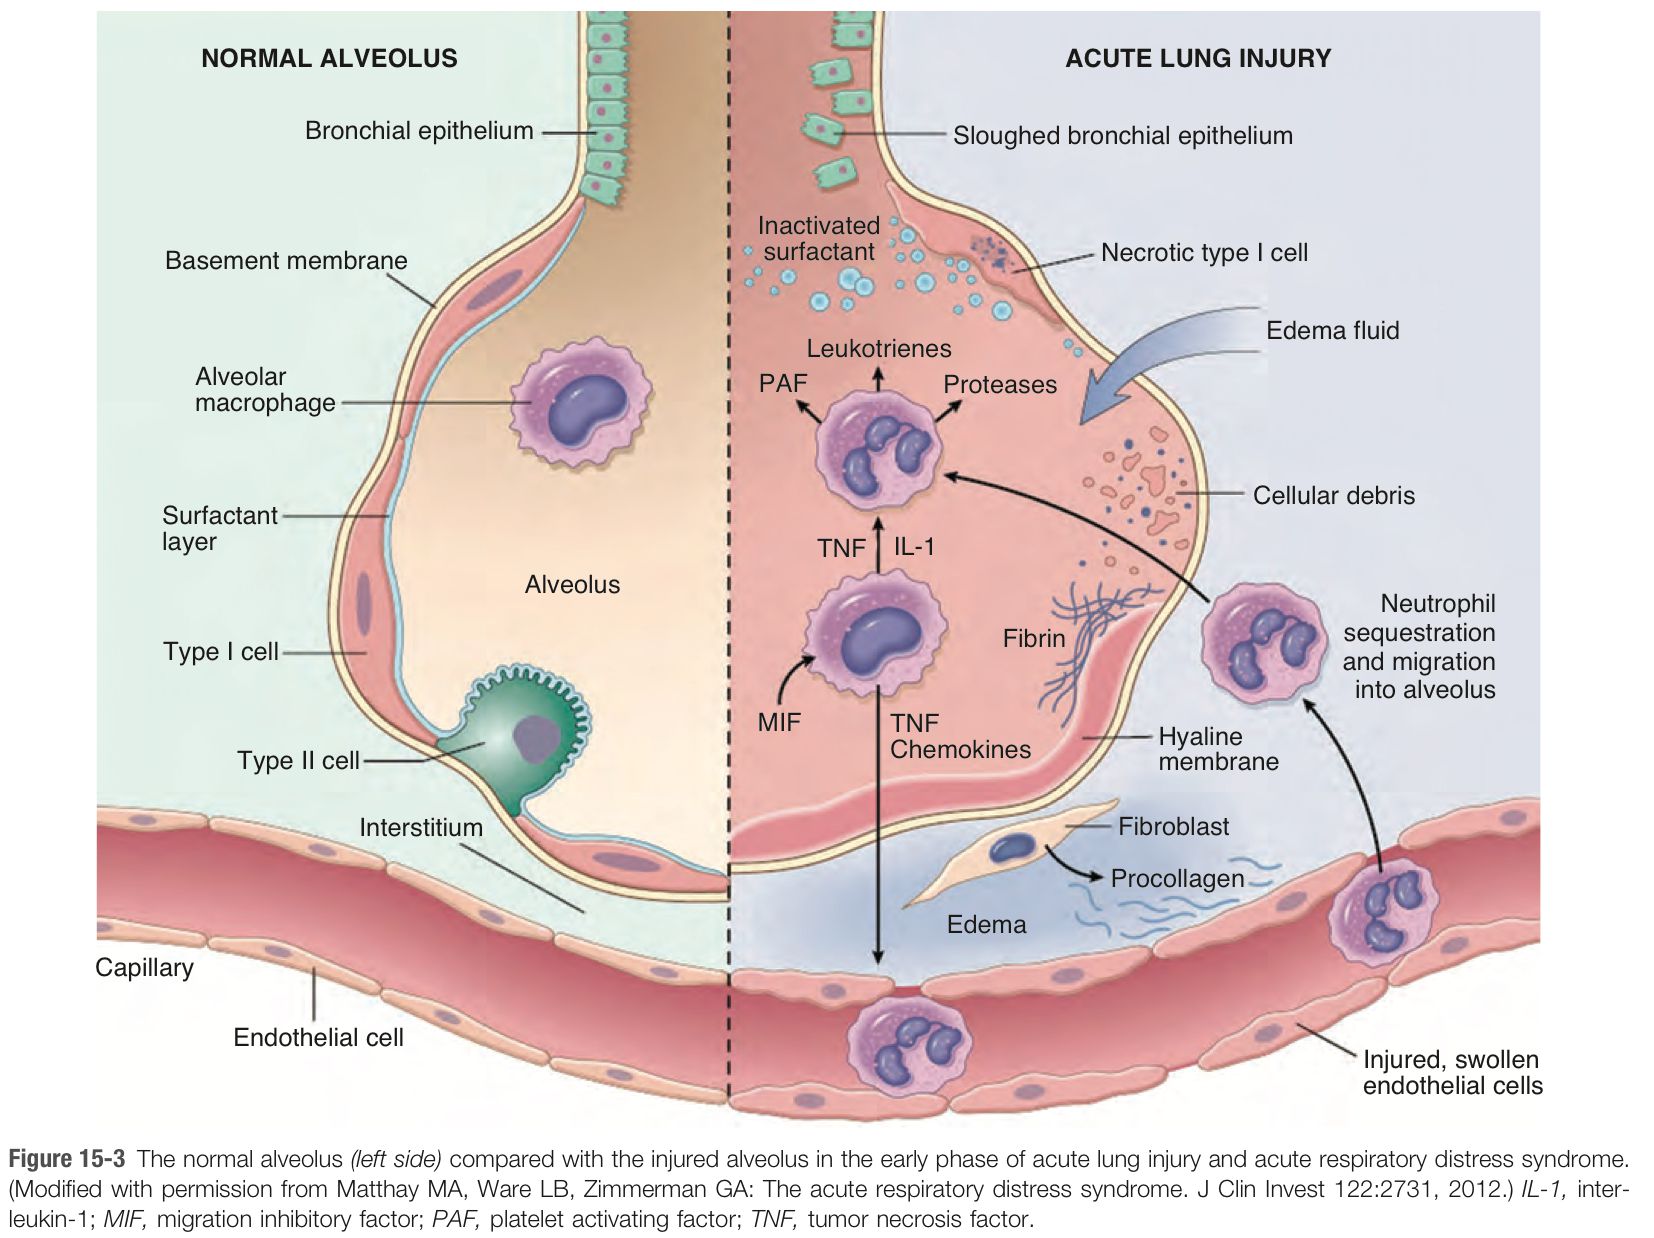 NORMAL ALVEOLUS
Bronchial epithelium
Basement membrane
Alveolar
macrophage
Surfactant
layer
Alveolus
Type I cell
Type II cell
Interstitium
Capillary
Endothelial cell
ACUTE LUNG INJURY
Sloughed bronchial epithelium
Inactivated
surfactant
Necrotic type I cell
Edema fluid
Leukotrienes
PAF
Proteases
Cellular debris
TNF
IL-1
Neutrophil
sequestration
and migration
into alveolus
Fibrin
MIF
TNF
Chemokines
Hyaline
membrane
Fibroblast
Procollagen
Edema
Injured, swollen
endothelial cells
Figure 15-3 The normal alveolus (left side) compared with the injured alveolus in the early phase of acute lung injury and acute respiratory distress syndrome.
(Modified with permission from Matthay MA, Ware LB, Zimmerman GA: The acute respiratory distress syndrome. J Clin Invest 122:2731, 2012.) IL-1, inter-
leukin-1; MIF, migration inhibitory factor; PAF, platelet activating factor; TNF, tumor necrosis factor.